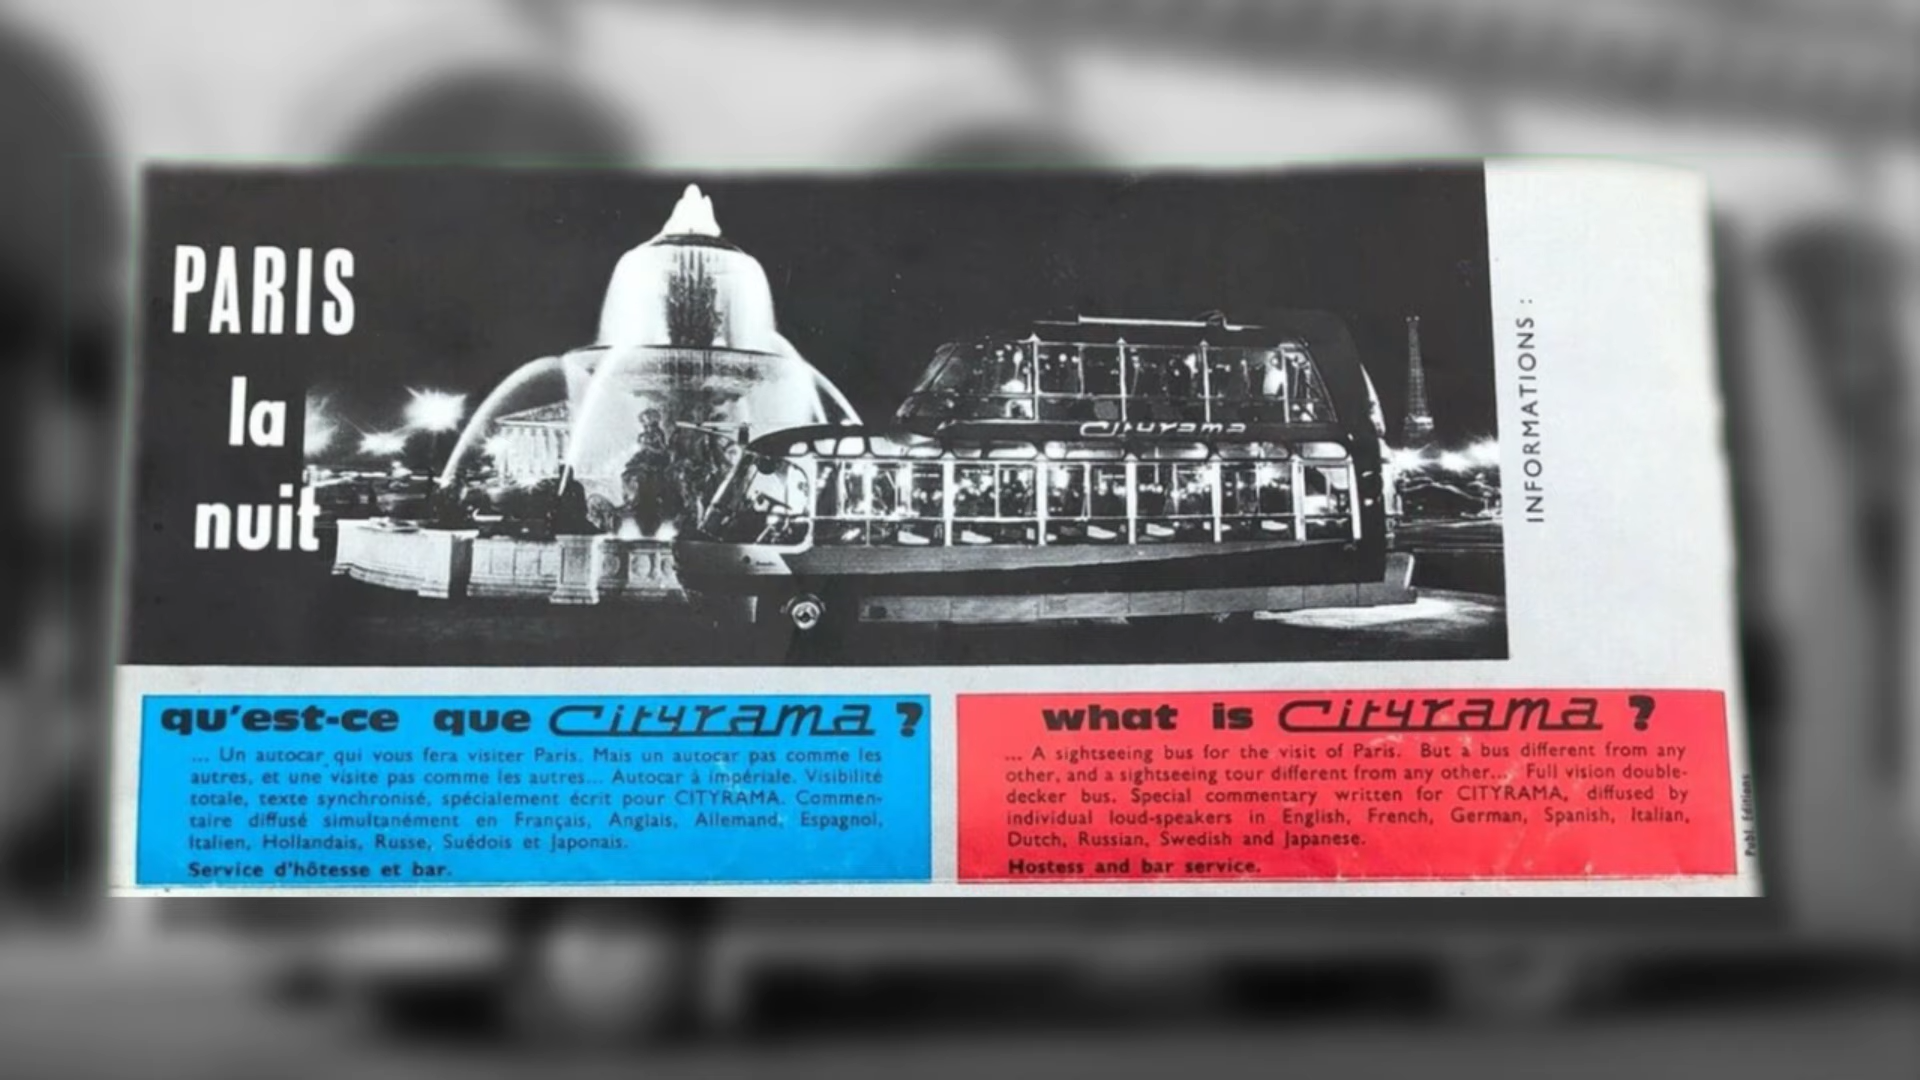 PARIS
la
nuit
Cityrama
INFORMATIONS :
qu'est-ce que Cityrama ?
... Un autocar qui vous fera visiter Paris. Mais un autocar pas comme les
autres, et une visite pas comme les autres... Autocar à impériale. Visibilité
totale, texte synchronisé, spécialement écrit pour CITYRAMA. Commen-
taire diffusé simultanément en Français, Anglais, Allemand, Espagnol,
Italien, Hollandais, Russe, Suédois et Japonais.
Service d'hôtesse et bar.
what is Cityrama ?
... A sightseeing bus for the visit of Paris. But a bus different from any
other, and a sightseeing tour different from any other... Full vision double-
decker bus. Special commentary written for CITYRAMA, diffused by
individual loud-speakers in English, French, German, Spanish, Italian,
Dutch, Russian, Swedish and Japanese.
Hostess and bar service.
Publ. Editions